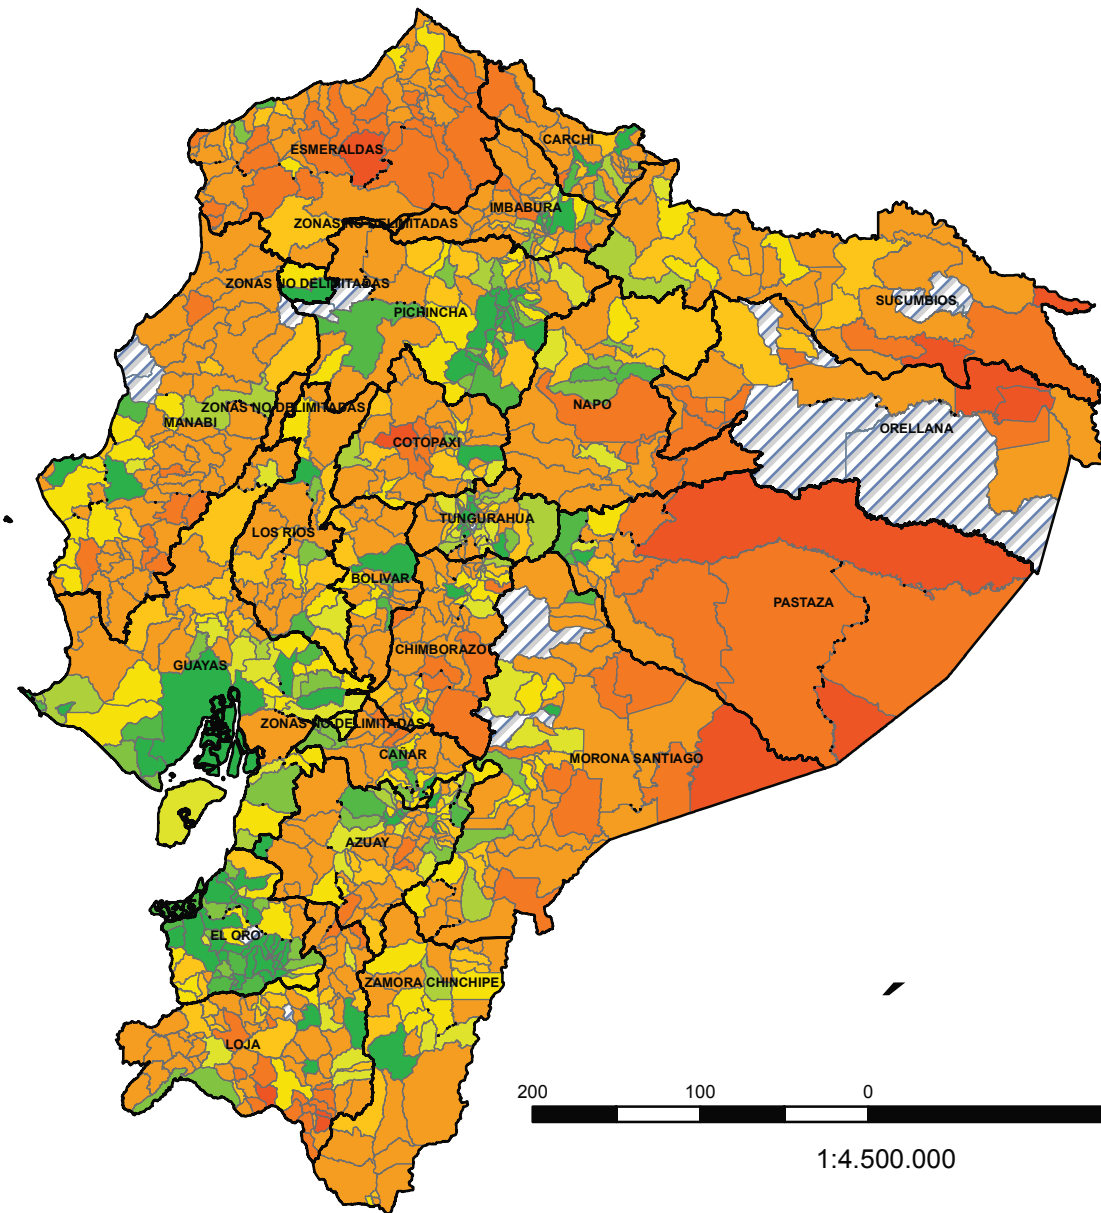 CARCHI
ESMERALDAS
IMBABURA
ZONAS NO DELIMITADAS
ZONAS NO DELIMITADAS
SUCUMBIOS
PICHINCHA
NAPO
ZONAS NO DELIMITADAS
MANABI
ORELLANA
COTOPAXI
TUNGURAHUA
LOS RIOS
BOLIVAR
PASTAZA
CHIMBORAZO
GUAYAS
ZONAS NO DELIMITADAS
CAÑAR
MORONA SANTIAGO
AZUAY
EL ORO
ZAMORA CHINCHIPE
LOJA
200 100 0
1:4.500.000